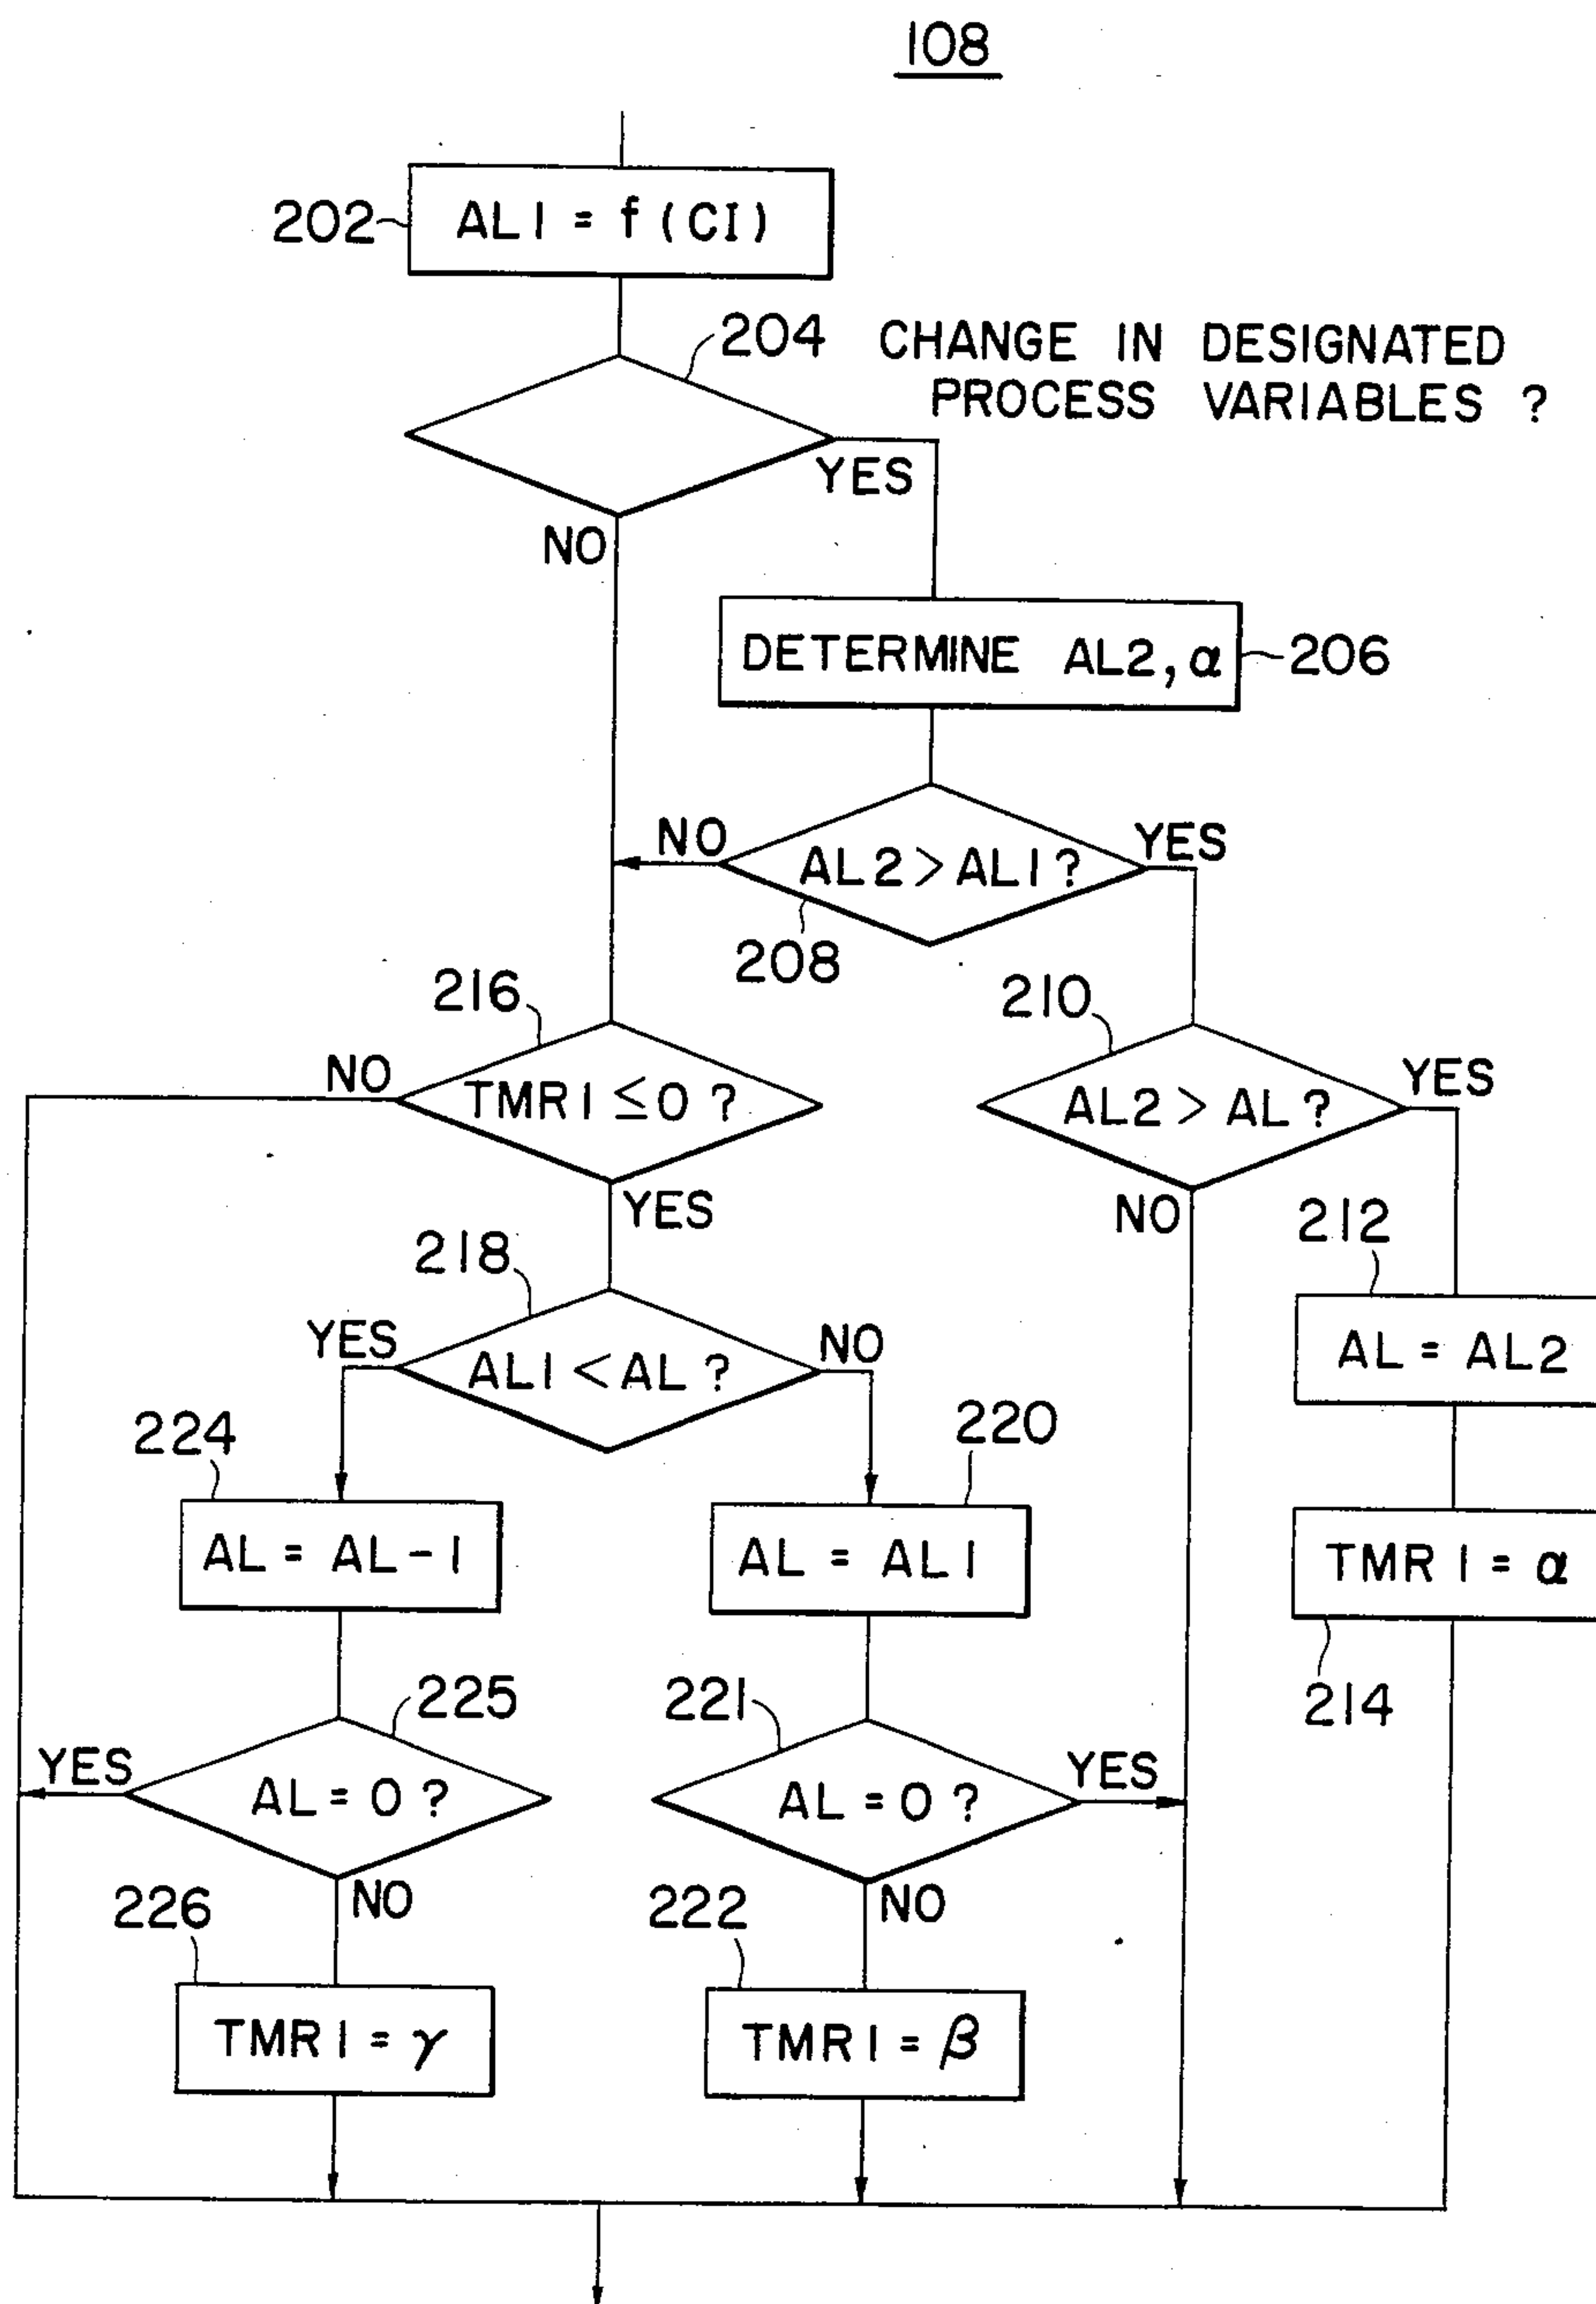 108
202
AL1 = f (CI)
204
CHANGE IN DESIGNATED
PROCESS VARIABLES ?
YES
NO
DETERMINE AL2, α
206
NO
AL2 > AL1 ?
YES
208
216
210
NO
TMR1 ≤ 0 ?
YES
AL2 > AL ?
YES
NO
212
218
YES
AL1 < AL ?
NO
AL = AL2
224
220
AL = AL-1
AL = AL1
TMR1 = α
225
221
214
YES
AL = 0 ?
AL = 0 ?
YES
226
NO
222
NO
TMR1 = γ
TMR1 = β